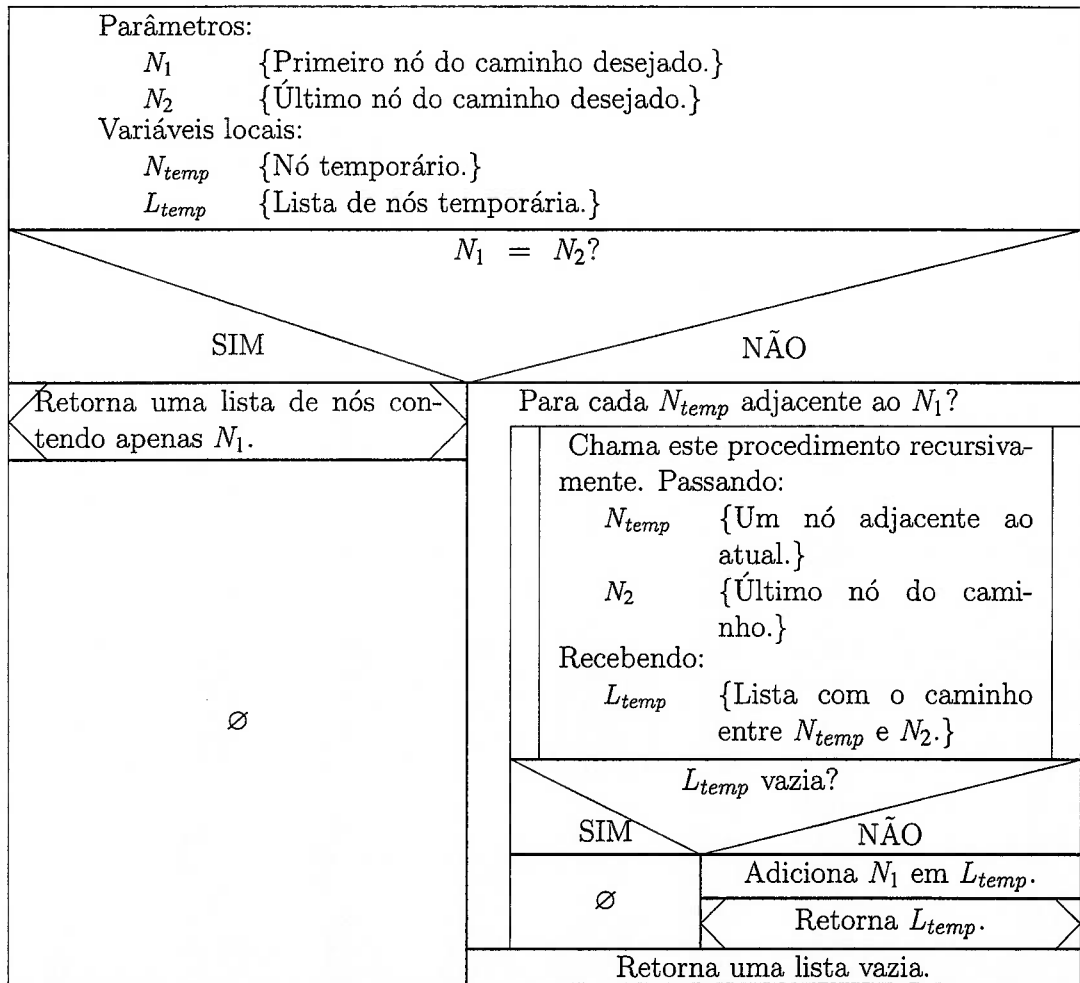 Parâmetros:
N1 {Primeiro nó do caminho desejado.}
N2 {Último nó do caminho desejado.}
Variáveis locais:
Ntemp {Nó temporário.}
Ltemp {Lista de nós temporária.}
N1 = N2?
SIM
NÃO
Retorna uma lista de nós con-
tendo apenas N1.
∅
Para cada Ntemp adjacente ao N1?
Chama este procedimento recursiva-
mente. Passando:
Ntemp {Um nó adjacente ao
atual.}
N2 {Último nó do cami-
nho.}
Recebendo:
Ltemp {Lista com o caminho
entre Ntemp e N2.}
Ltemp vazia?
SIM
NÃO
∅
Adiciona N1 em Ltemp.
Retorna Ltemp.
Retorna uma lista vazia.